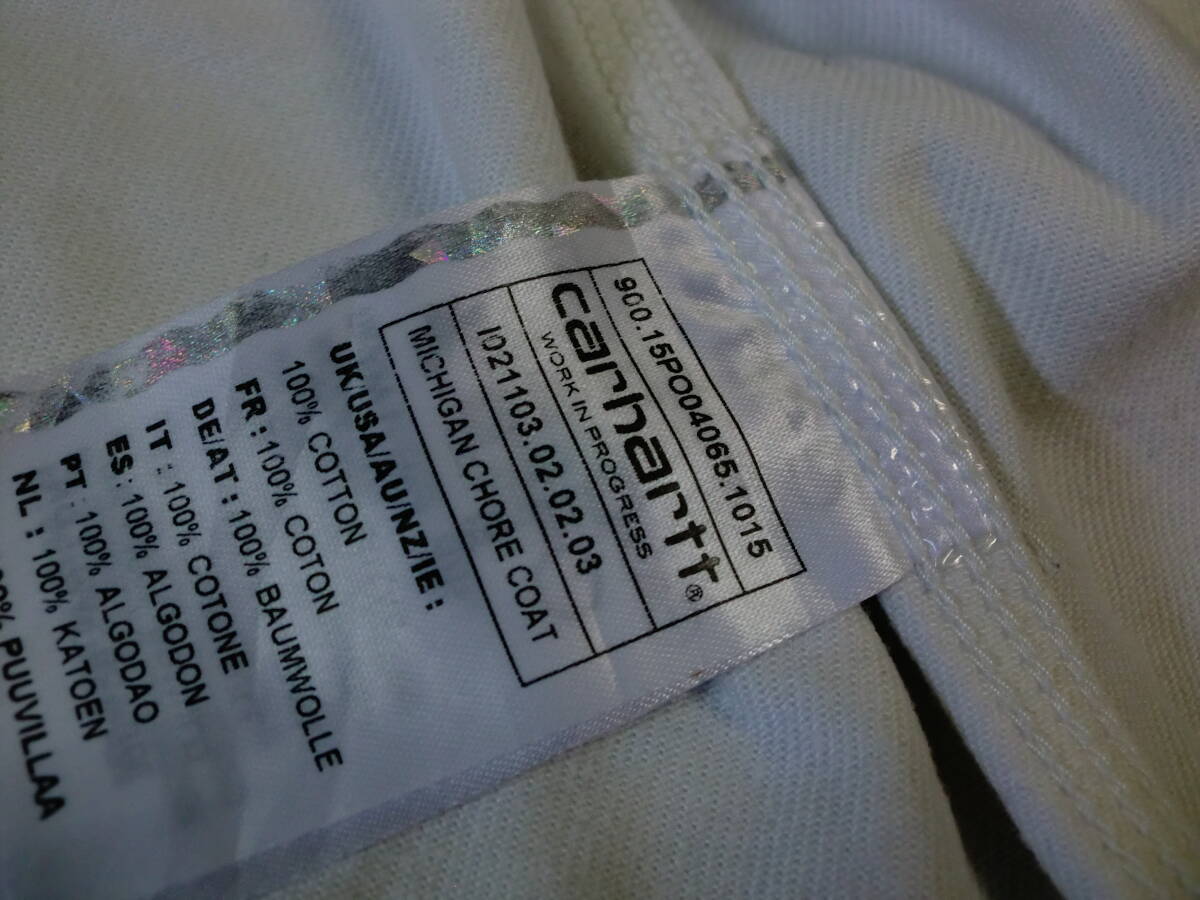 900.15PO04065.1015
carhartt®
WORK IN PROGRESS
I021103.02.02.03
MICHIGAN CHORE COAT
UK/USA/AU/NZ/IE :
100% COTTON
FR : 100% COTON
DE/AT : 100% BAUMWOLLE
IT : 100% COTONE
ES : 100% ALGODON
PT : 100% ALGODAO
NL : 100% KATOEN
PUUVILLAA